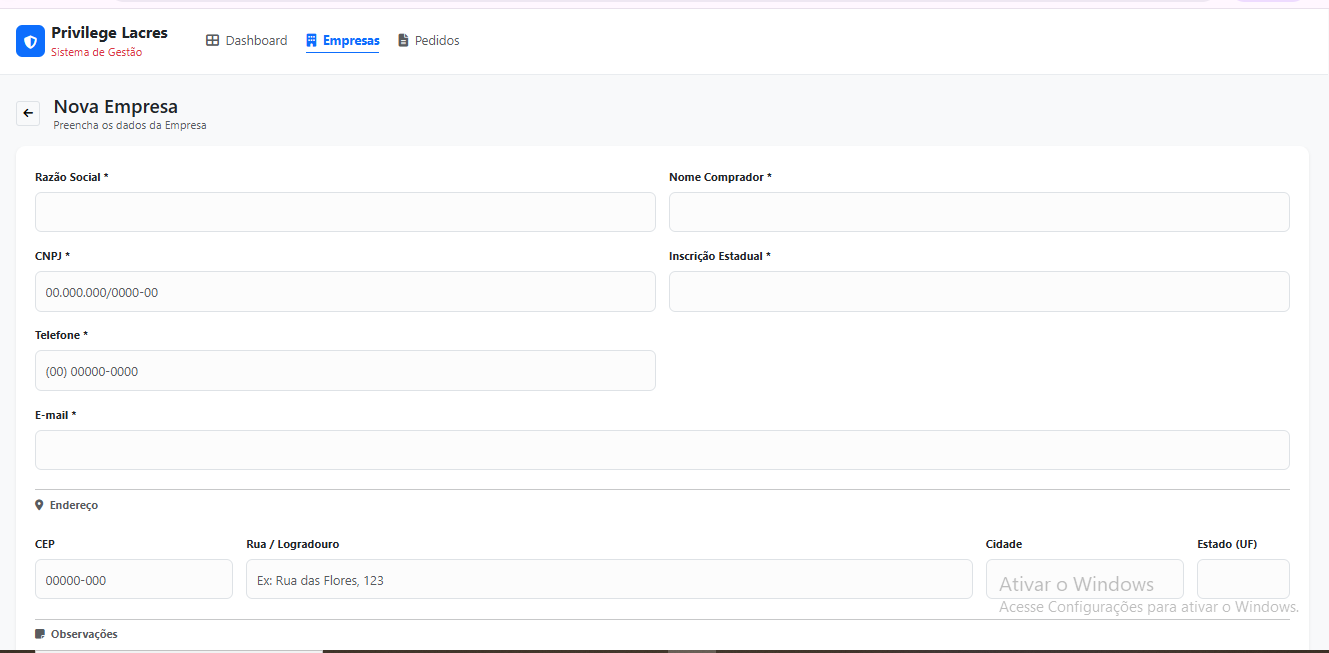 Privilege Lacres
Sistema de Gestão
Dashboard
Empresas
Pedidos
Nova Empresa
Preencha os dados da Empresa
Razão Social *
Nome Comprador *
CNPJ *
Inscrição Estadual *
00.000.000/0000-00
Telefone *
(00) 00000-0000
E-mail *
Endereço
CEP
Rua / Logradouro
Cidade
Estado (UF)
00000-000
Ex: Rua das Flores, 123
Ativar o Windows
Acesse Configurações para ativar o Windows.
Observações